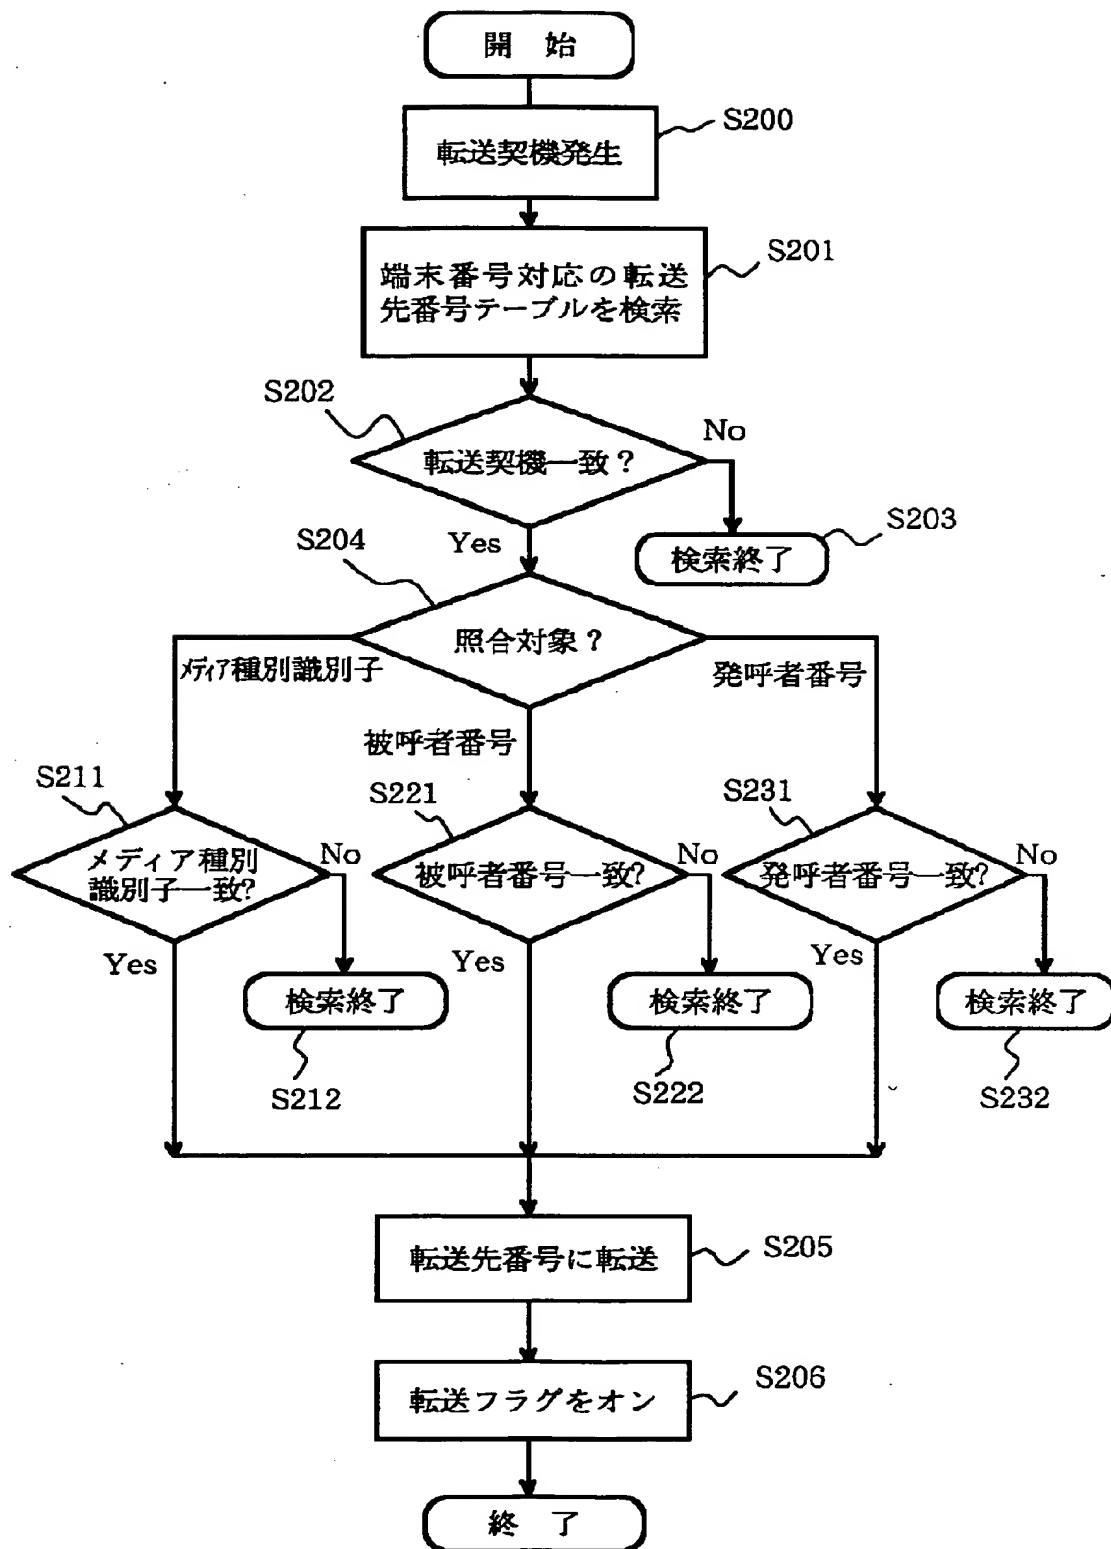 開 始
S200
転送契機発生
S201
端末番号対応の転送
先番号テーブルを検索
S202
No
転送契機一致？
S203
Yes
検索終了
S204
照合対象？
メディア種別識別子
発呼者番号
被呼者番号
S211
S221
S231
メディア種別
識別子一致?
No
被呼者番号一致?
No
発呼者番号一致?
No
Yes
Yes
Yes
検索終了
検索終了
検索終了
S212
S222
S232
転送先番号に転送
S205
転送フラグをオン
S206
終 了